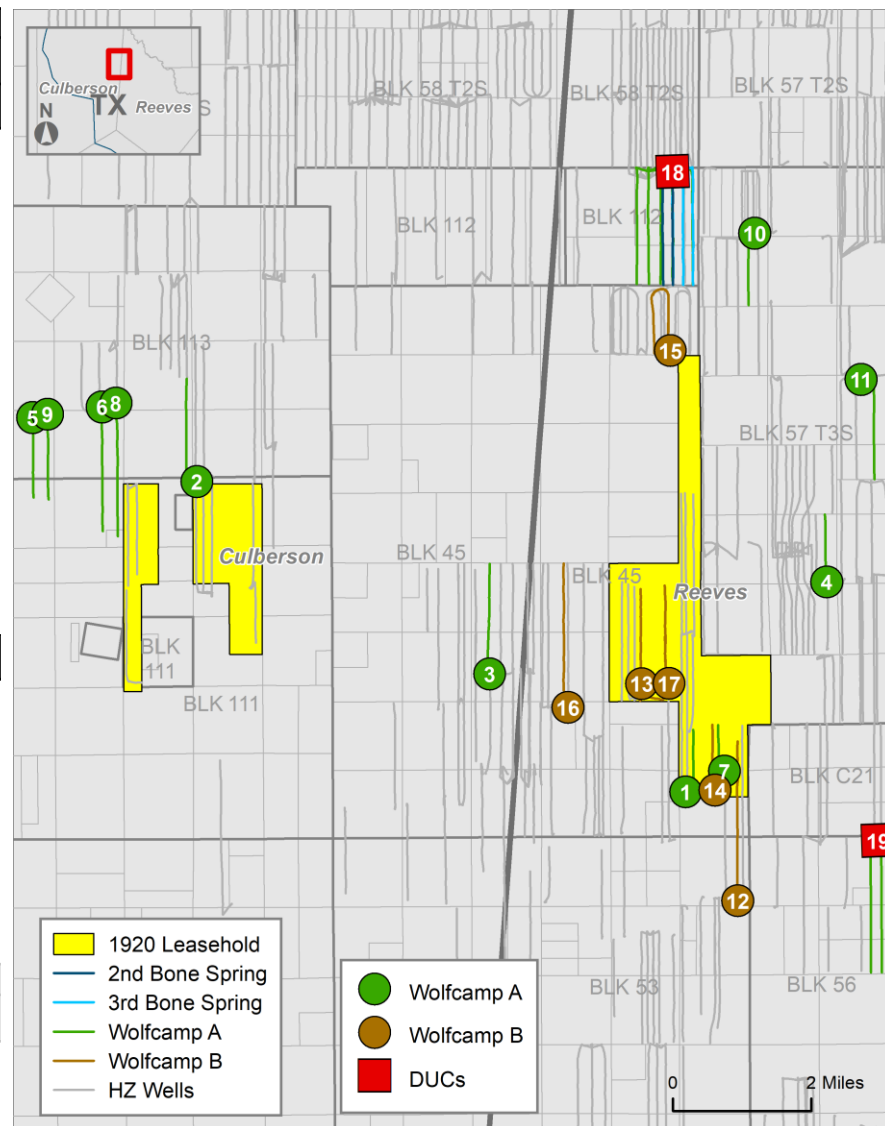 Culberson
TX
Reeves
S
N
BLK 58 T2S
BLK 58 T2S
BLK 57 T2S
18
BLK 112
BLK 112
10
BLK 113
15
11
5
9
6
8
BLK 57 T3S
2
Culberson
BLK 45
BLK 45
Reeves
4
BLK
111
3
13
17
BLK 111
16
7
BLK C21
1
14
19
12
BLK 53
BLK 56
1920 Leasehold
2nd Bone Spring
3rd Bone Spring
Wolfcamp A
Wolfcamp B
HZ Wells
Wolfcamp A
Wolfcamp B
DUCs
0
2 Miles